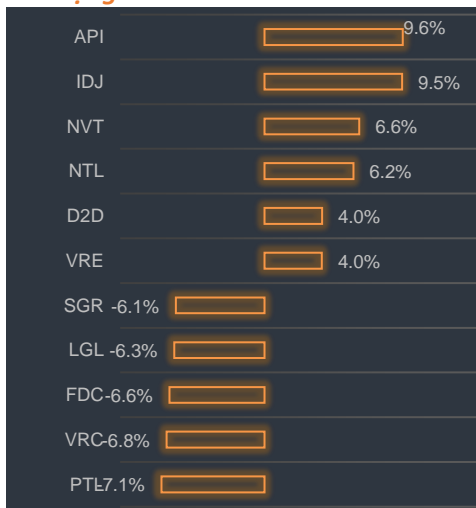 API 9.6%
IDJ 9.5%
NVT 6.6%
NTL 6.2%
D2D 4.0%
VRE 4.0%
SGR -6.1%
LGL -6.3%
FDC -6.6%
VRC -6.8%
PTL -7.1%